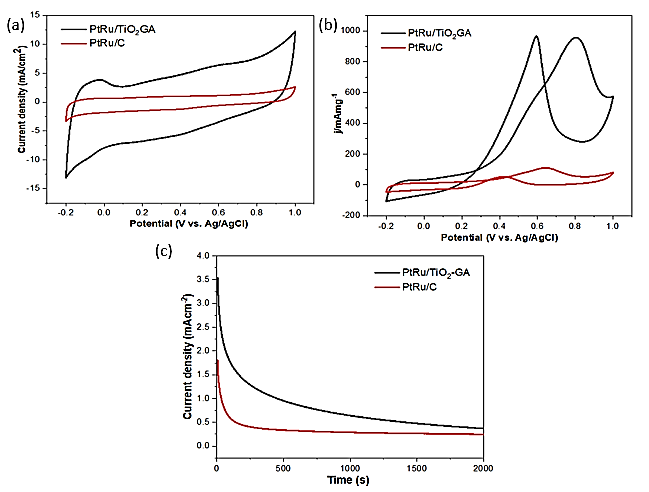 (a)
PtRu/TiO₂GA
PtRu/C
Current density (mA/cm²)
15
10
5
0
-5
-10
-15
-0.2 0.0 0.2 0.4 0.6 0.8 1.0
Potential (V vs. Ag/AgCl)
(b)
PtRu/TiO₂GA
PtRu/C
j/mAmg⁻¹
1000
800
600
400
200
0
-200
-0.2 0.0 0.2 0.4 0.6 0.8 1.0
Potential (V vs. Ag/AgCl)
(c)
PtRu/TiO₂-GA
PtRu/C
Current density (mAcm⁻²)
4.0
3.5
3.0
2.5
2.0
1.5
1.0
0.5
0.0
0 500 1000 1500 2000
Time (s)